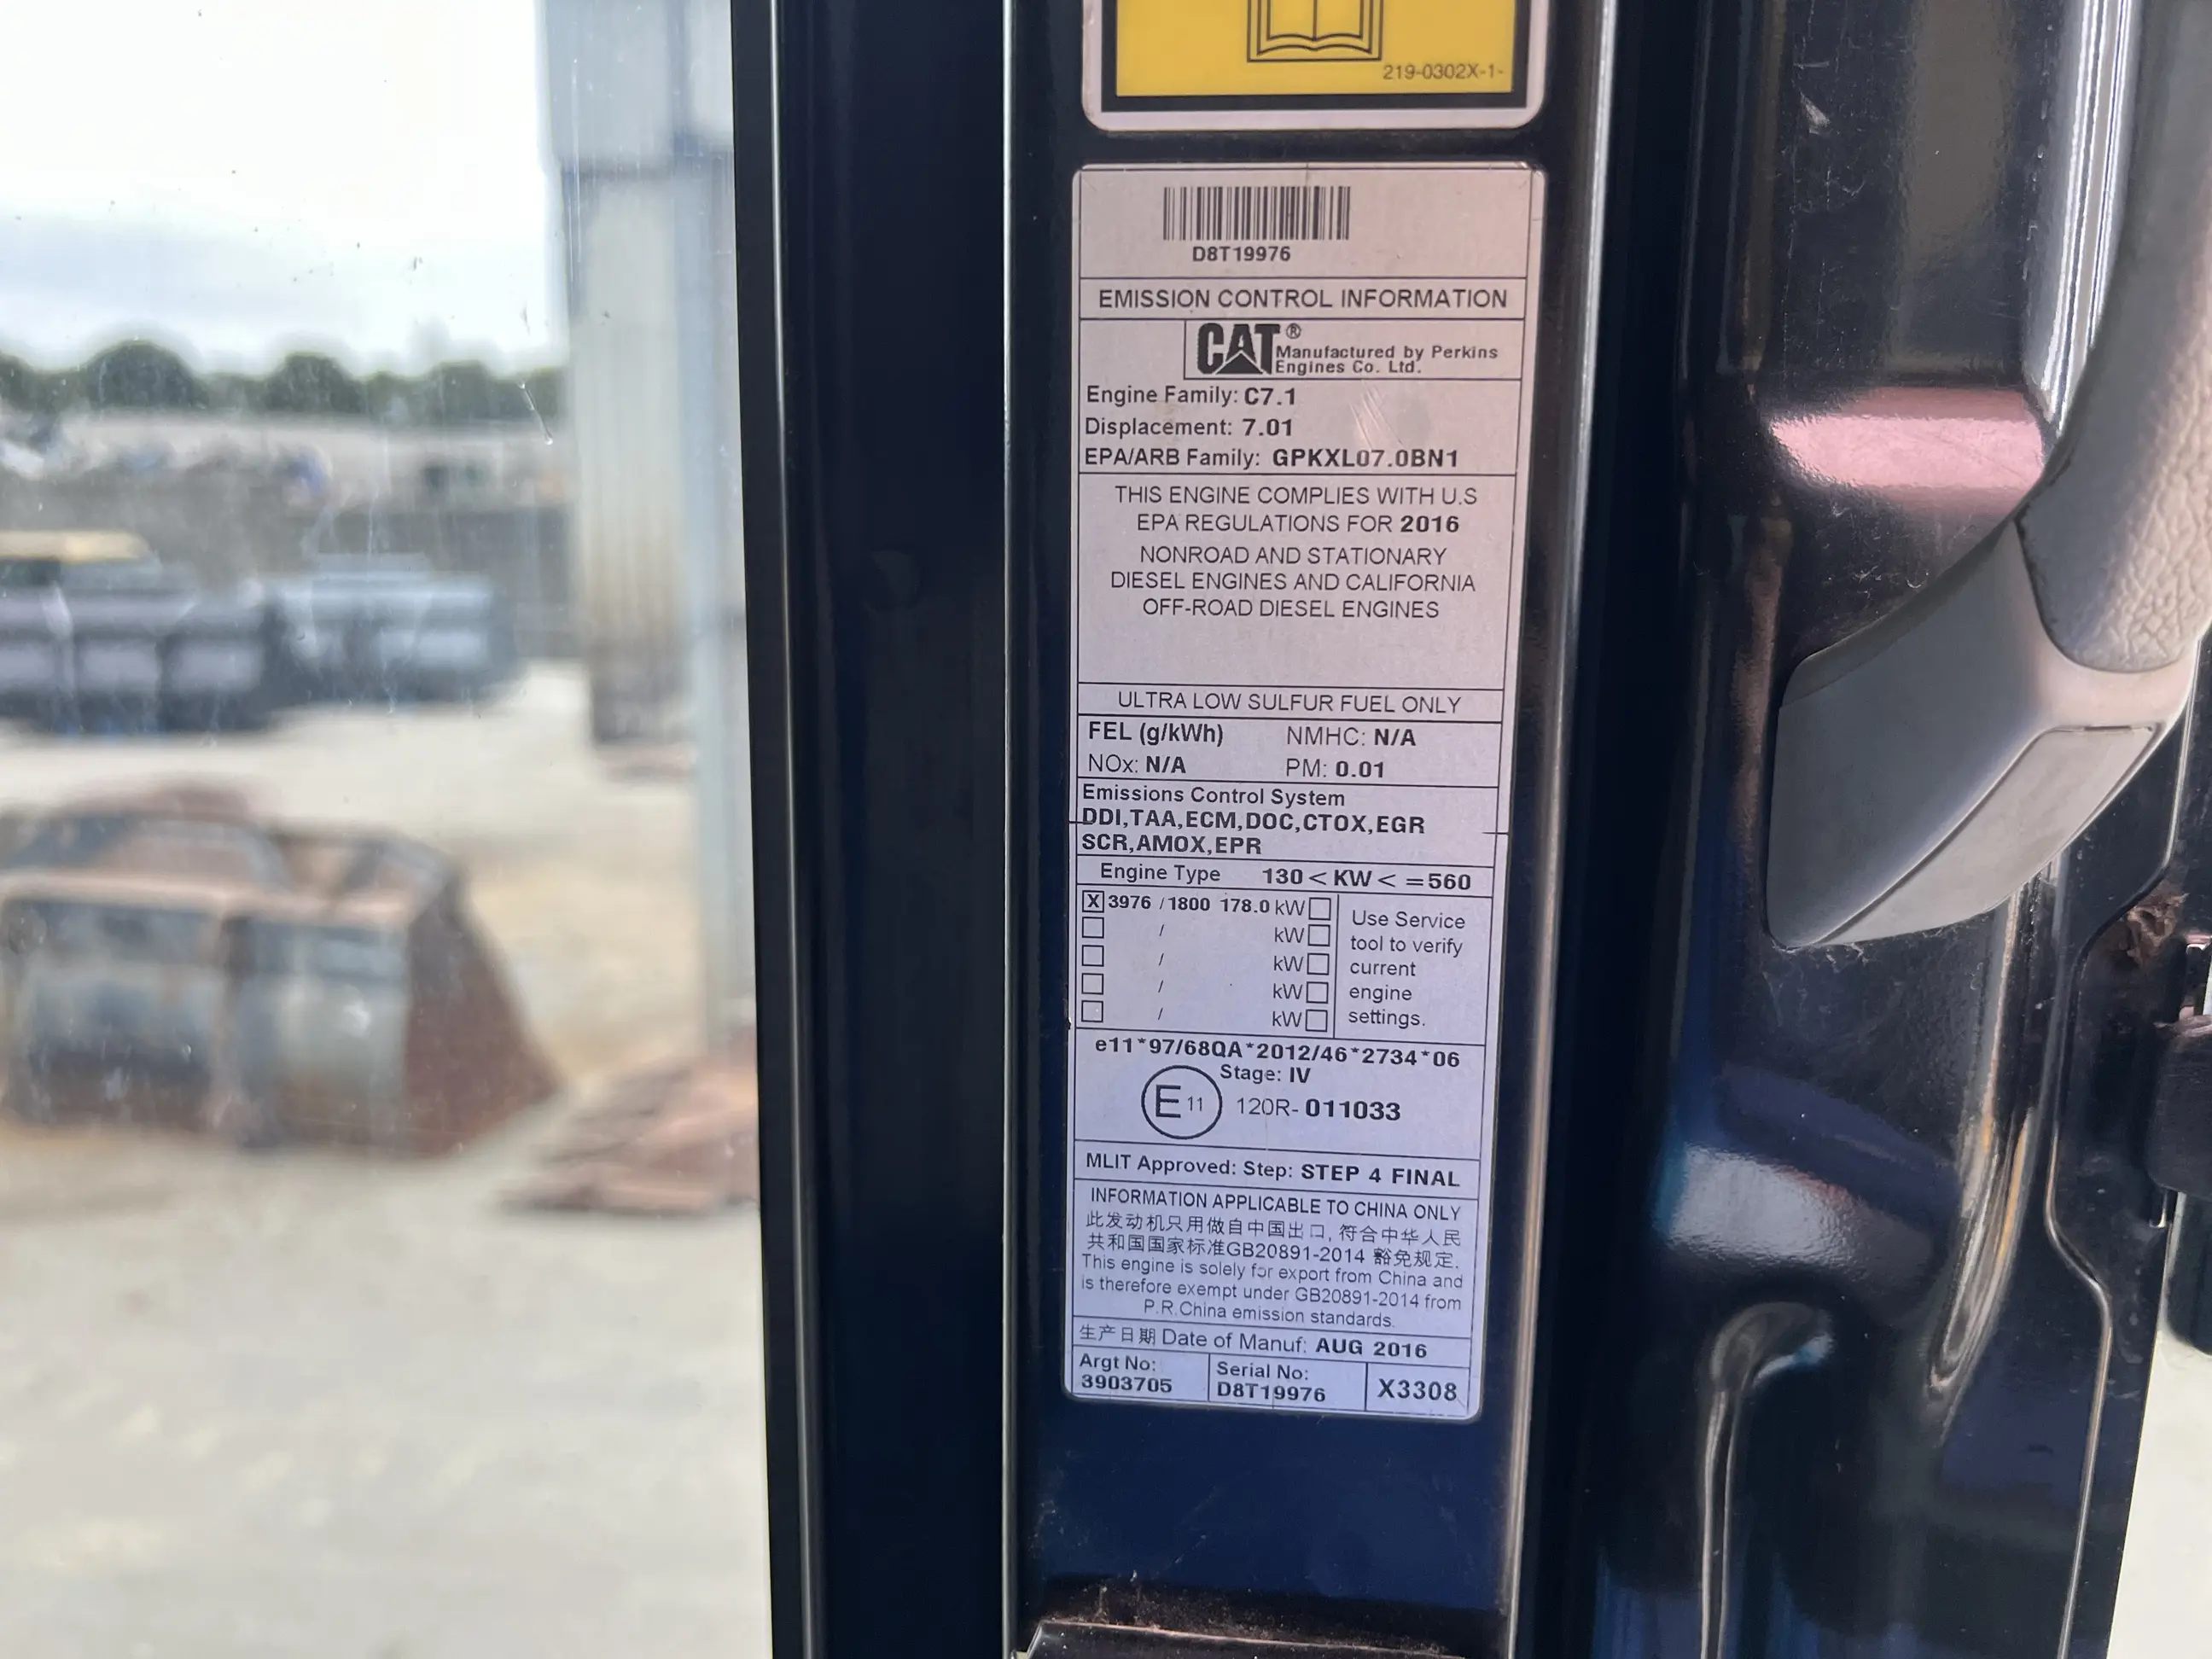 219-0302X-1-
D8T19976
EMISSION CONTROL INFORMATION
CAT® Manufactured by Perkins
Engines Co. Ltd.
Engine Family: C7.1
Displacement: 7.01
EPA/ARB Family: GPKXL07.0BN1
THIS ENGINE COMPLIES WITH U.S
EPA REGULATIONS FOR 2016
NONROAD AND STATIONARY
DIESEL ENGINES AND CALIFORNIA
OFF-ROAD DIESEL ENGINES
ULTRA LOW SULFUR FUEL ONLY
FEL (g/kWh) NMHC: N/A
NOx: N/A PM: 0.01
Emissions Control System
DDI,TAA,ECM,DOC,CTOX,EGR
SCR,AMOX,EPR
Engine Type 130 < KW < =560
X 3976 / 1800 178.0 kW
/ kW
/ kW
/ kW
/ kW
Use Service
tool to verify
current
engine
settings.
e11*97/68QA*2012/46*2734*06
Stage: IV
E 11 120R- 011033
MLIT Approved: Step: STEP 4 FINAL
INFORMATION APPLICABLE TO CHINA ONLY
此发动机只用做自中国出口, 符合中华人民
共和国国家标准GB20891-2014 豁免规定.
This engine is solely for export from China and
is therefore exempt under GB20891-2014 from
P.R.China emission standards.
生产日期 Date of Manuf: AUG 2016
Argt No:
3903705
Serial No:
D8T19976
X3308